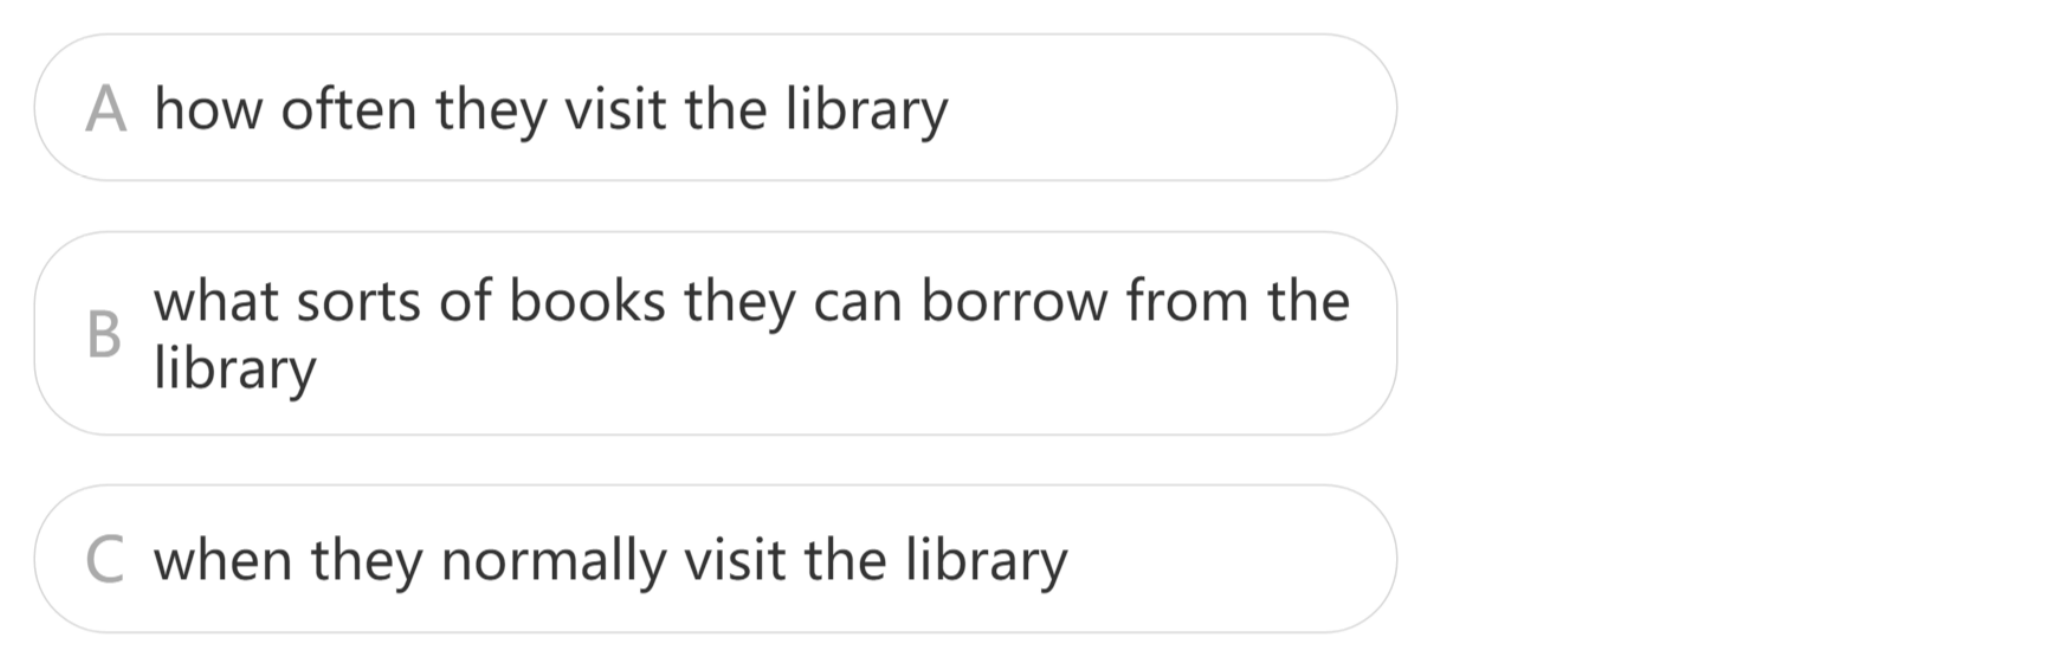 A how often they visit the library
B what sorts of books they can borrow from the
library
C when they normally visit the library